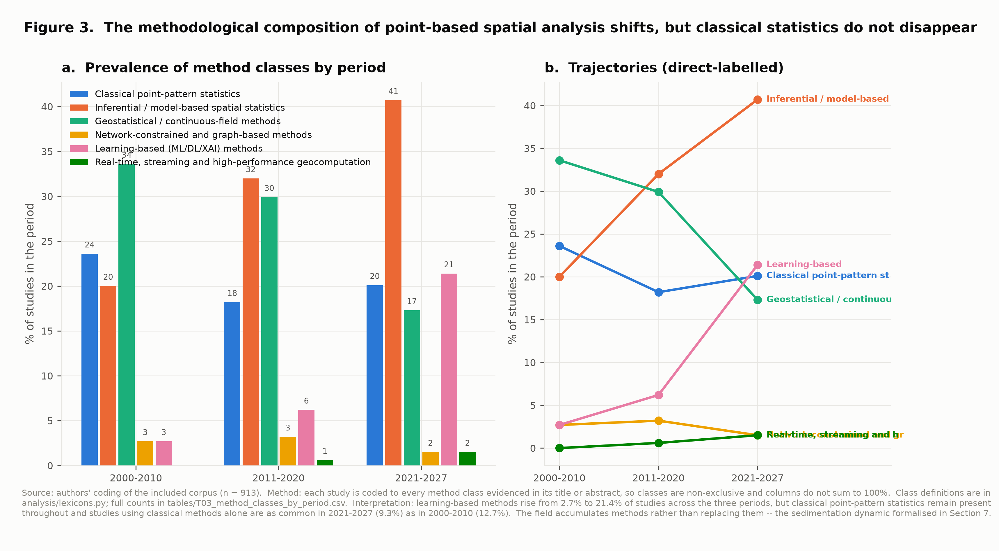 Figure 3.  The methodological composition of point-based spatial analysis shifts, but classical statistics do not disappear
a.  Prevalence of method classes by period
Classical point-pattern statistics
Inferential / model-based spatial statistics
Geostatistical / continuous-field methods
Network-constrained and graph-based methods
Learning-based (ML/DL/XAI) methods
Real-time, streaming and high-performance geocomputation
% of studies in the period
40
35
30
25
20
15
10
5
0
24
20
34
3
3
18
32
30
3
6
1
20
41
17
2
21
2
2000-2010
2011-2020
2021-2027
b.  Trajectories (direct-labelled)
% of studies in the period
40
35
30
25
20
15
10
5
0
Inferential / model-based
Learning-based
Classical point-pattern st
Geostatistical / continuou
Network-constrained and gr
Real-time, streaming and h
2000-2010
2011-2020
2021-2027
Source: authors' coding of the included corpus (n = 913).  Method: each study is coded to every method class evidenced in its title or abstract, so classes are non-exclusive and columns do not sum to 100%.  Class definitions are in
analysis/lexicons.py; full counts in tables/T03_method_classes_by_period.csv.  Interpretation: learning-based methods rise from 2.7% to 21.4% of studies across the three periods, but classical point-pattern statistics remain present
throughout and studies using classical methods alone are as common in 2021-2027 (9.3%) as in 2000-2010 (12.7%).  The field accumulates methods rather than replacing them -- the sedimentation dynamic formalised in Section 7.